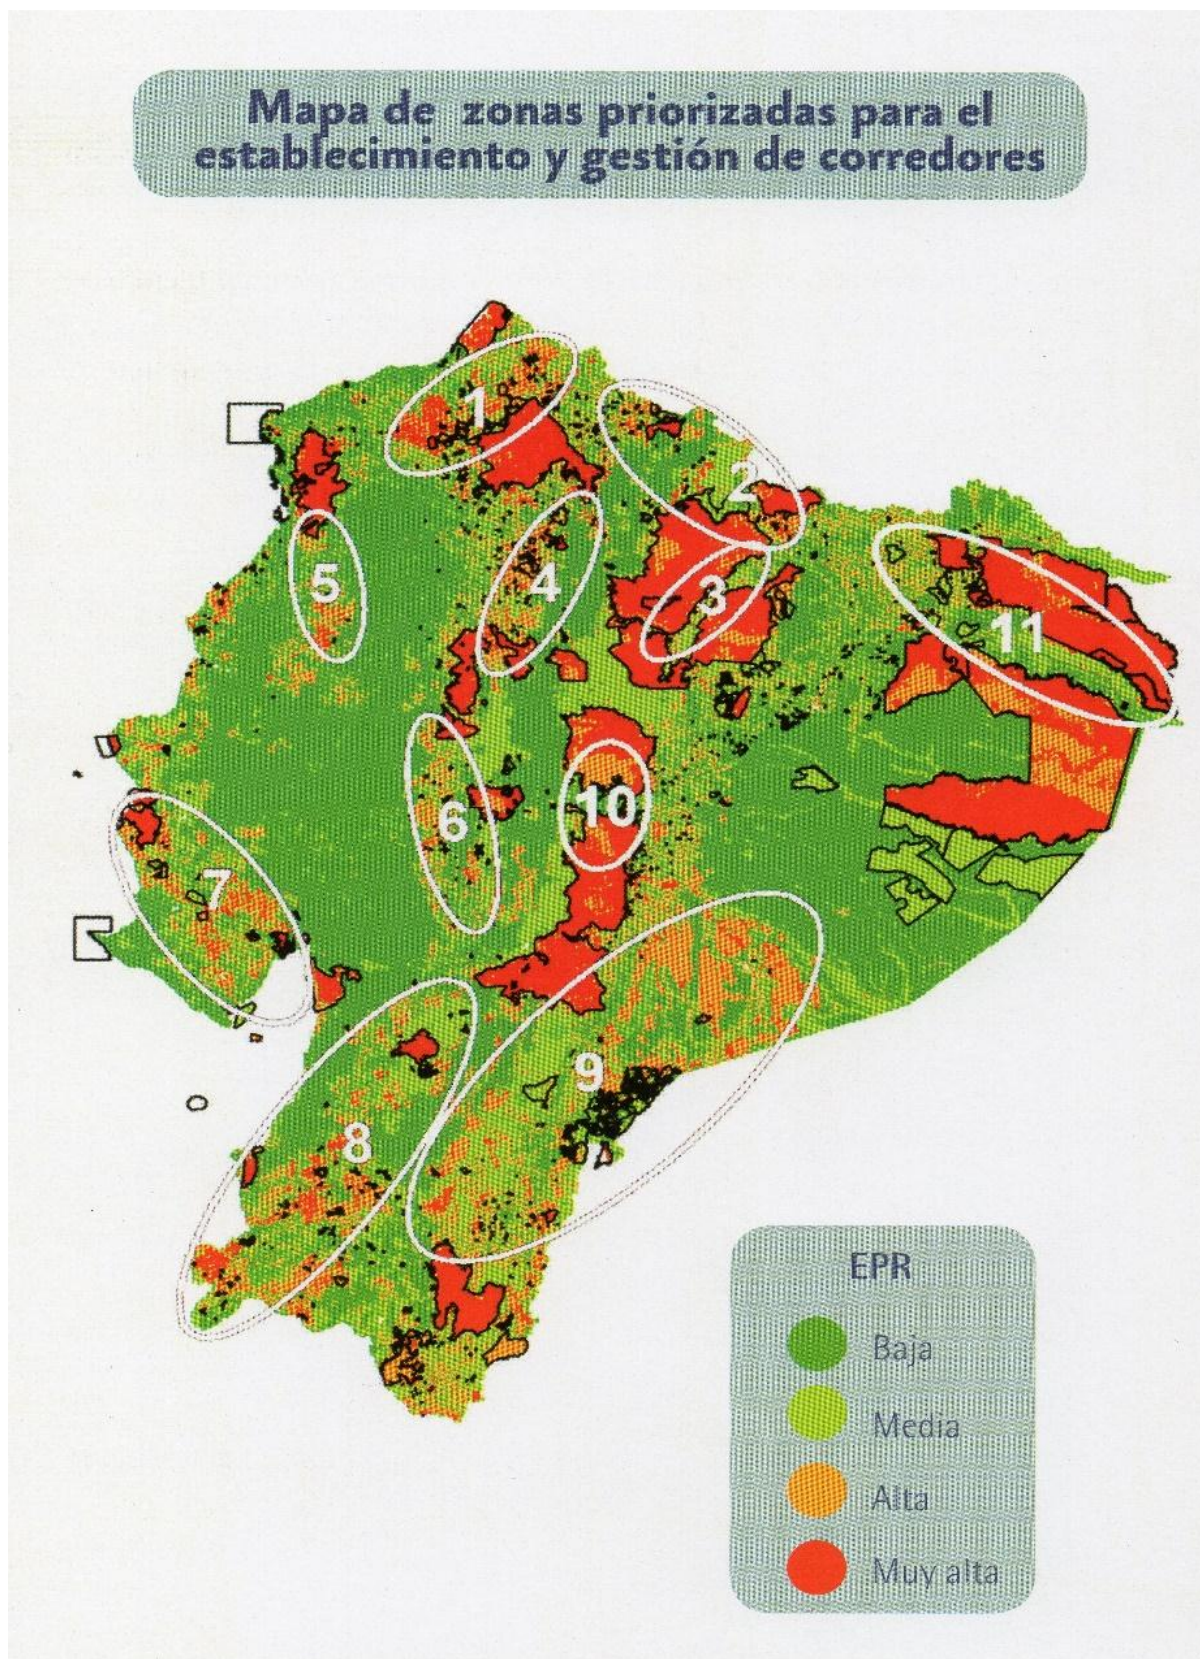 Mapa de zonas priorizadas para el
establecimiento y gestión de corredores
1
2
3
4
5
6
7
8
9
10
11
EPR
Baja
Media
Alta
Muy alta